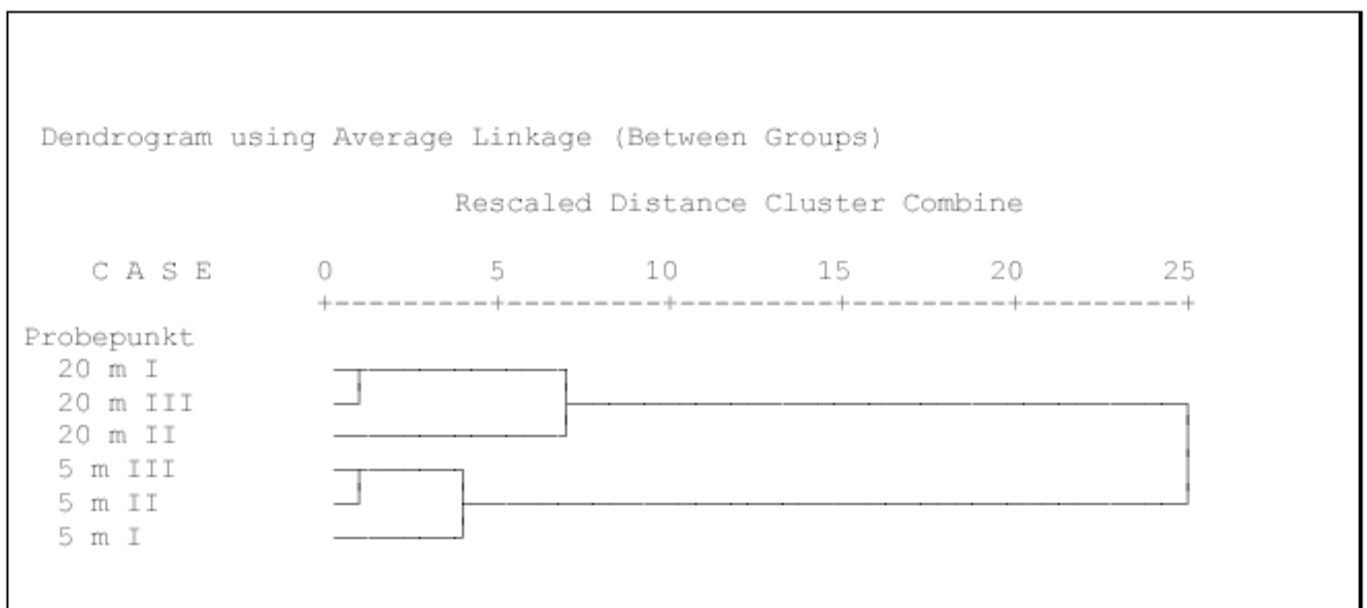 Dendrogram using Average Linkage (Between Groups)
Rescaled Distance Cluster Combine
C A S E 0 5 10 15 20 25
+---------+---------+---------+---------+---------+
Probepunkt
20 m I
20 m III
20 m II
5 m III
5 m II
5 m I